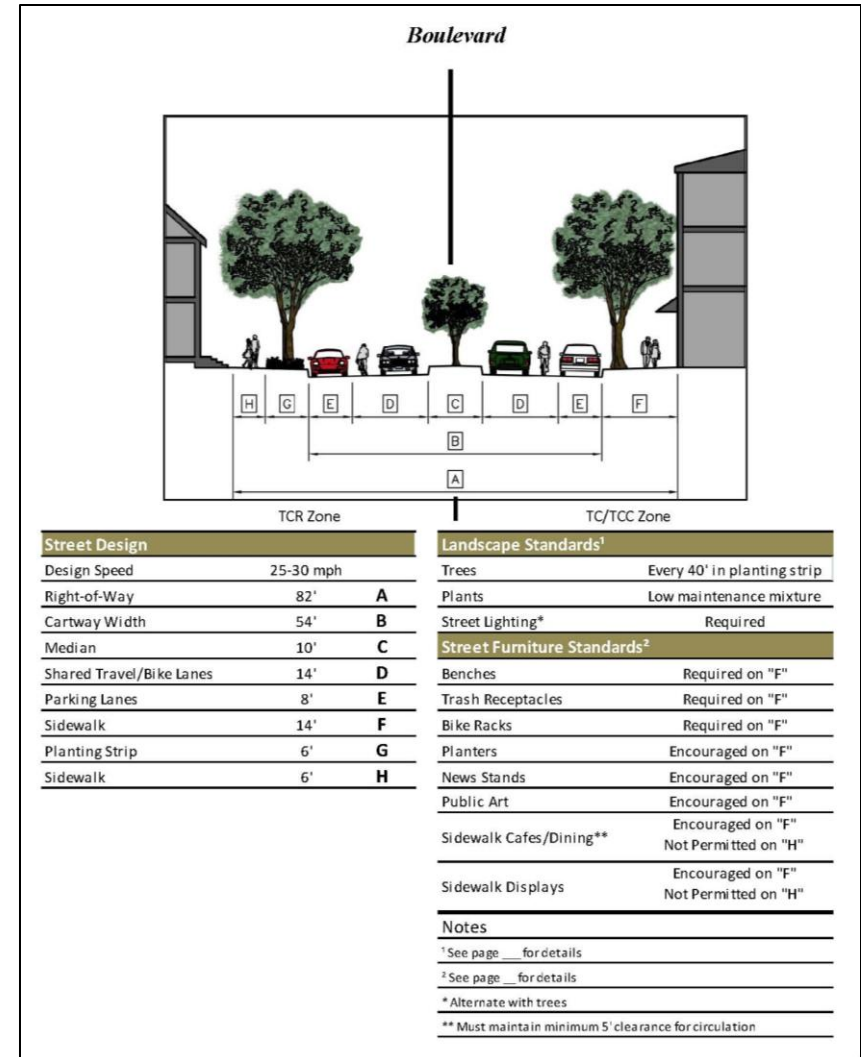 Boulevard
H G E D C D E F
B
A
TCR Zone TC/TCC Zone
Street Design
Design Speed 25-30 mph
Right-of-Way 82' A
Cartway Width 54' B
Median 10' C
Shared Travel/Bike Lanes 14' D
Parking Lanes 8' E
Sidewalk 14' F
Planting Strip 6' G
Sidewalk 6' H
Landscape Standards¹
Trees Every 40' in planting strip
Plants Low maintenance mixture
Street Lighting* Required
Street Furniture Standards²
Benches Required on "F"
Trash Receptacles Required on "F"
Bike Racks Required on "F"
Planters Encouraged on "F"
News Stands Encouraged on "F"
Public Art Encouraged on "F"
Sidewalk Cafes/Dining** Encouraged on "F"
Not Permitted on "H"
Sidewalk Displays Encouraged on "F"
Not Permitted on "H"
Notes
¹ See page ___ for details
² See page __ for details
* Alternate with trees
** Must maintain minimum 5' clearance for circulation